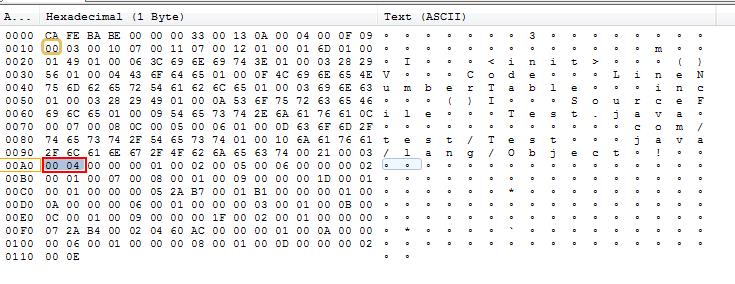 A... Hexadecimal (1 Byte) Text (ASCII)
0000 CA FE BA BE 00 00 00 33 00 13 0A 00 04 00 0F 09 ° ° ° ° ° ° ° 3 ° ° ° ° ° ° ° °
0010 00 03 00 10 07 00 11 07 00 12 01 00 01 6D 01 00 ° ° ° ° ° ° ° ° ° ° ° ° ° m ° °
0020 01 49 01 00 06 3C 69 6E 69 74 3E 01 00 03 28 29 ° I ° ° ° < i n i t > ° ° ° ( )
0030 56 01 00 04 43 6F 64 65 01 00 0F 4C 69 6E 65 4E V ° ° ° C o d e ° ° ° L i n e N
0040 75 6D 62 65 72 54 61 62 6C 65 01 00 03 69 6E 63 u m b e r T a b l e ° ° ° i n c
0050 01 00 03 28 29 49 01 00 0A 53 6F 75 72 63 65 46 ° ° ° ( ) I ° ° ° S o u r c e F
0060 69 6C 65 01 00 09 54 65 73 74 2E 6A 61 76 61 0C i l e ° ° ° T e s t . j a v a °
0070 00 07 00 08 0C 00 05 00 06 01 00 0D 63 6F 6D 2F ° ° ° ° ° ° ° ° ° ° ° ° c o m /
0080 74 65 73 74 2F 54 65 73 74 01 00 10 6A 61 76 61 t e s t / T e s t ° ° ° j a v a
0090 2F 6C 61 6E 67 2F 4F 62 6A 65 63 74 00 21 00 03 / l a n g / O b j e c t ° ! ° °
00A0 00 04 00 00 00 01 00 02 00 05 00 06 00 00 00 02 ° ° ° ° ° ° ° ° ° ° ° ° ° ° ° °
00B0 00 01 00 07 00 08 00 01 00 09 00 00 00 1D 00 01 ° ° ° ° ° ° ° ° ° ° ° ° ° ° ° °
00C0 00 01 00 00 00 05 2A B7 00 01 B1 00 00 00 01 00 ° ° ° ° ° ° * ° ° ° ° ° ° ° ° °
00D0 0A 00 00 00 06 00 01 00 00 00 03 00 01 00 0B 00 ° ° ° ° ° ° ° ° ° ° ° ° ° ° ° °
00E0 0C 00 01 00 09 00 00 00 1F 00 02 00 01 00 00 00 ° ° ° ° ° ° ° ° ° ° ° ° ° ° ° °
00F0 07 2A B4 00 02 04 60 AC 00 00 00 01 00 0A 00 00 ° * ° ° ° ° ` ° ° ° ° ° ° ° ° °
0100 00 06 00 01 00 00 00 08 00 01 00 0D 00 00 00 02 ° ° ° ° ° ° ° ° ° ° ° ° ° ° ° °
0110 00 0E ° °